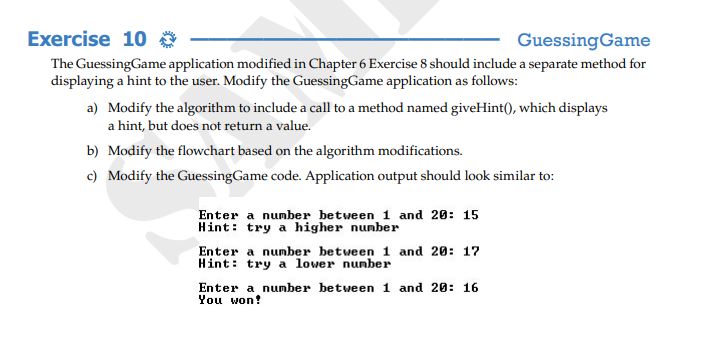 Exercise 10 GuessingGame
The GuessingGame application modified in Chapter 6 Exercise 8 should include a separate method for
displaying a hint to the user. Modify the GuessingGame application as follows:
a) Modify the algorithm to include a call to a method named giveHint(), which displays
a hint, but does not return a value.
b) Modify the flowchart based on the algorithm modifications.
c) Modify the GuessingGame code. Application output should look similar to:
Enter a number between 1 and 20: 15
Hint: try a higher number
Enter a number between 1 and 20: 17
Hint: try a lower number
Enter a number between 1 and 20: 16
You won!